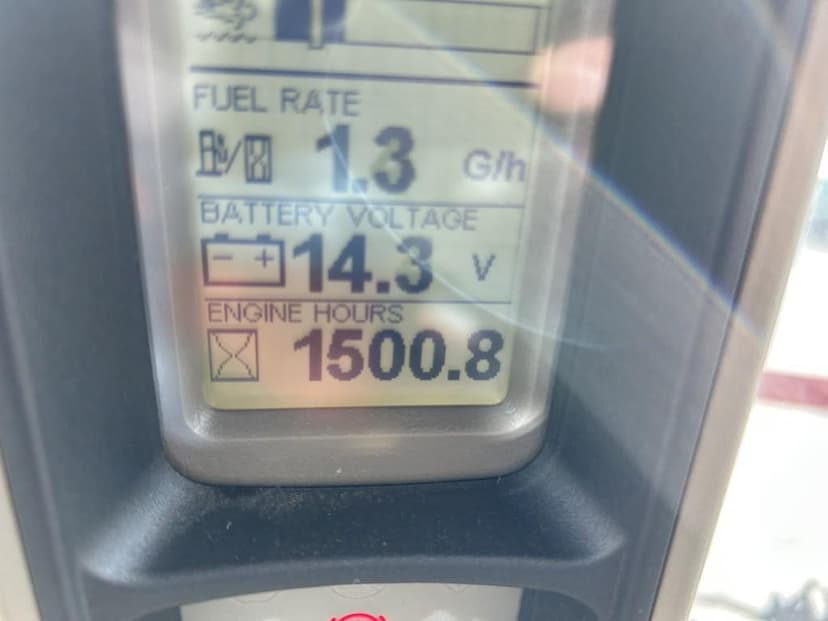 FUEL RATE
1.3 G/h
BATTERY VOLTAGE
- + 14.3 V
ENGINE HOURS
1500.8